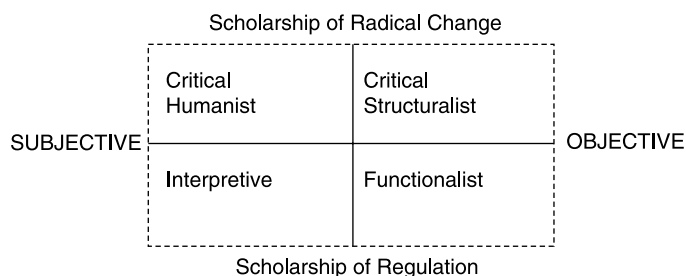 Scholarship of Radical Change
Critical
Humanist
Critical
Structuralist
SUBJECTIVE
OBJECTIVE
Interpretive
Functionalist
Scholarship of Regulation